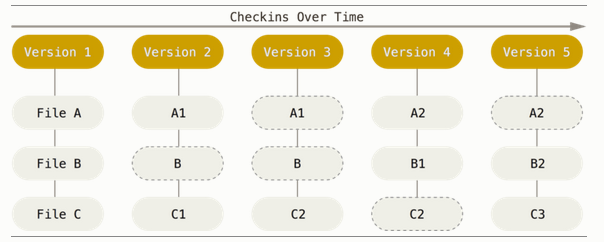 Checkins Over Time
Version 1 Version 2 Version 3 Version 4 Version 5
File A A1 A1 A2 A2
File B B B B1 B2
File C C1 C2 C2 C3